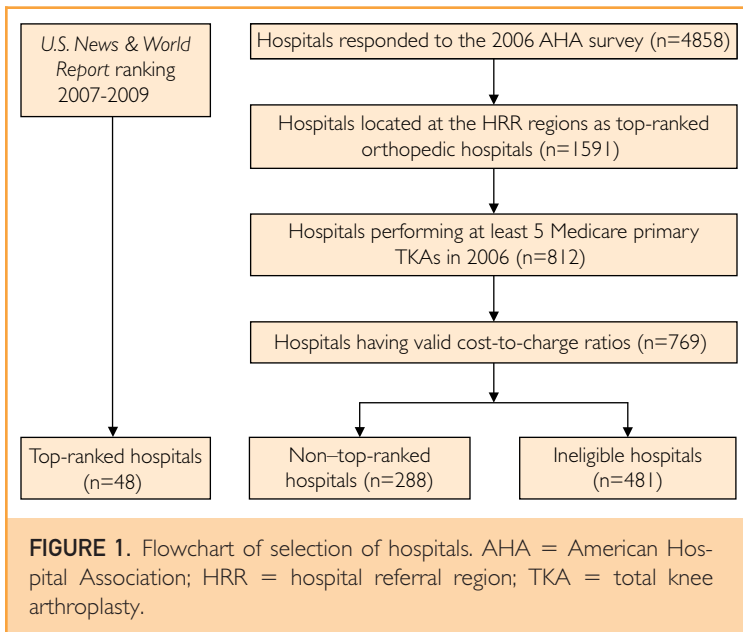 U.S. News & World
Report ranking
2007-2009
Hospitals responded to the 2006 AHA survey (n=4858)
Hospitals located at the HRR regions as top-ranked
orthopedic hospitals (n=1591)
Hospitals performing at least 5 Medicare primary
TKAs in 2006 (n=812)
Hospitals having valid cost-to-charge ratios (n=769)
Top-ranked hospitals
(n=48)
Non–top-ranked
hospitals (n=288)
Ineligible hospitals
(n=481)
FIGURE 1. Flowchart of selection of hospitals. AHA = American Hos-
pital Association; HRR = hospital referral region; TKA = total knee
arthroplasty.